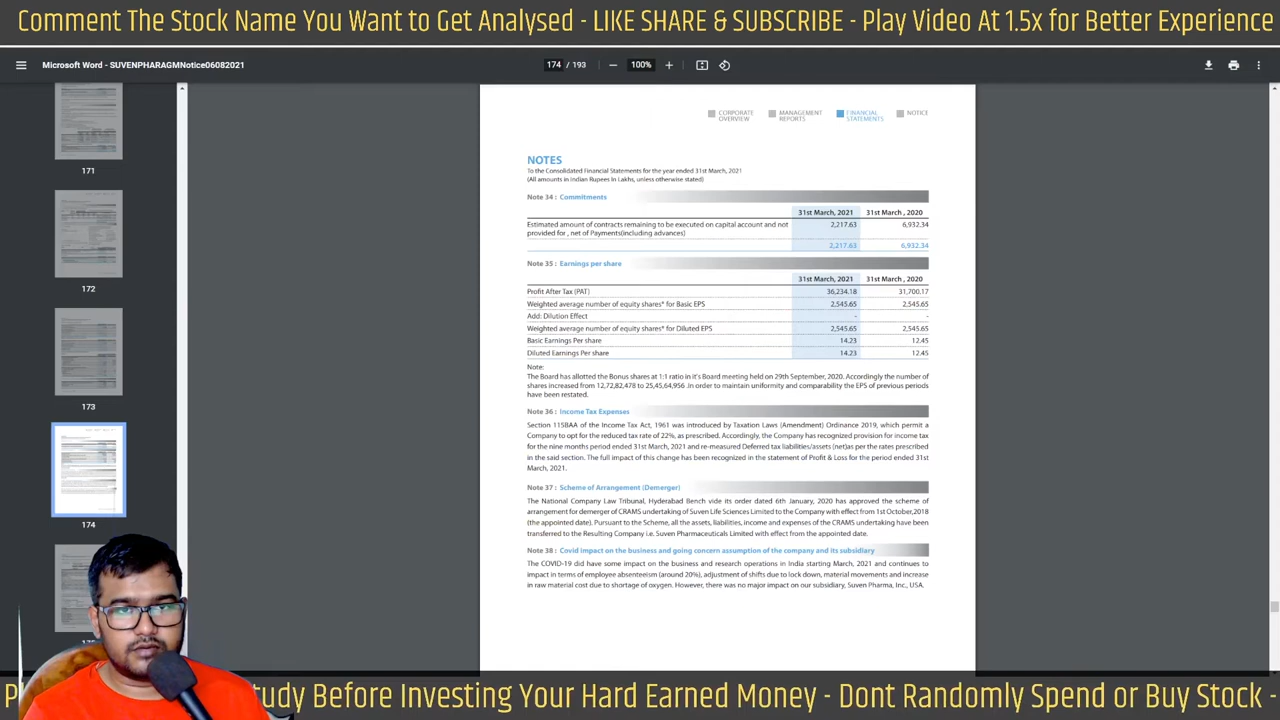 Comment The Stock Name You Want to Get Analysed - LIKE SHARE & SUBSCRIBE - Play Video At 1.5x for Better Experience
Microsoft Word - SUVENPHARAGMNotice06082021
174 / 193
100%
171
172
173
174
CORPORATE OVERVIEW
MANAGEMENT REPORTS
FINANCIAL STATEMENTS
NOTICE
NOTES
To the Consolidated Financial Statements for the year ended 31st March, 2021
(All amounts in Indian Rupees In Lakhs, unless otherwise stated)
Note 34 : Commitments
31st March, 2021 31st March , 2020
Estimated amount of contracts remaining to be executed on capital account and not 2,217.63 6,932.34
provided for , net of Payments(including advances)
2,217.63 6,932.34
Note 35 : Earnings per share
31st March, 2021 31st March , 2020
Profit After Tax (PAT) 36,234.18 31,700.17
Weighted average number of equity shares* for Basic EPS 2,545.65 2,545.65
Add: Dilution Effect - -
Weighted average number of equity shares* for Diluted EPS 2,545.65 2,545.65
Basic Earnings Per share 14.23 12.45
Diluted Earnings Per share 14.23 12.45
Note:
The Board has allotted the Bonus shares at 1:1 ratio in it's Board meeting held on 29th September, 2020. Accordingly the number of
shares increased from 12,72,82,478 to 25,45,64,956 .In order to maintain uniformity and comparability the EPS of previous periods
have been restated.
Note 36 : Income Tax Expenses
Section 115BAA of the Income Tax Act, 1961 was introduced by Taxation Laws (Amendment) Ordinance 2019, which permit a
Company to opt for the reduced tax rate of 22%, as prescribed. Accordingly, the Company has recognized provision for income tax
for the nine months period ended 31st March, 2021 and re-measured Deferred tax liabilities/assets (net)as per the rates prescribed
in the said section. The full impact of this change has been recognized in the statement of Profit & Loss for the period ended 31st
March, 2021.
Note 37 : Scheme of Arrangement (Demerger)
The National Company Law Tribunal, Hyderabad Bench vide its order dated 6th January, 2020 has approved the scheme of
arrangement for demerger of CRAMS undertaking of Suven Life Sciences Limited to the Company with effect from 1st October,2018
(the appointed date). Pursuant to the Scheme, all the assets, liabilities, income and expenses of the CRAMS undertaking have been
transferred to the Resulting Company i.e. Suven Pharmaceuticals Limited with effect from the appointed date.
Note 38 : Covid impact on the business and going concern assumption of the company and its subsidiary
The COVID-19 did have some impact on the business and research operations in India starting March, 2021 and continues to
impact in terms of employee absenteeism (around 20%), adjustment of shifts due to lock down, material movements and increase
in raw material cost due to shortage of oxygen. However, there was no major impact on our subsidiary, Suven Pharma, Inc., USA.
P tudy Before Investing Your Hard Earned Money - Dont Randomly Spend or Buy Stock -